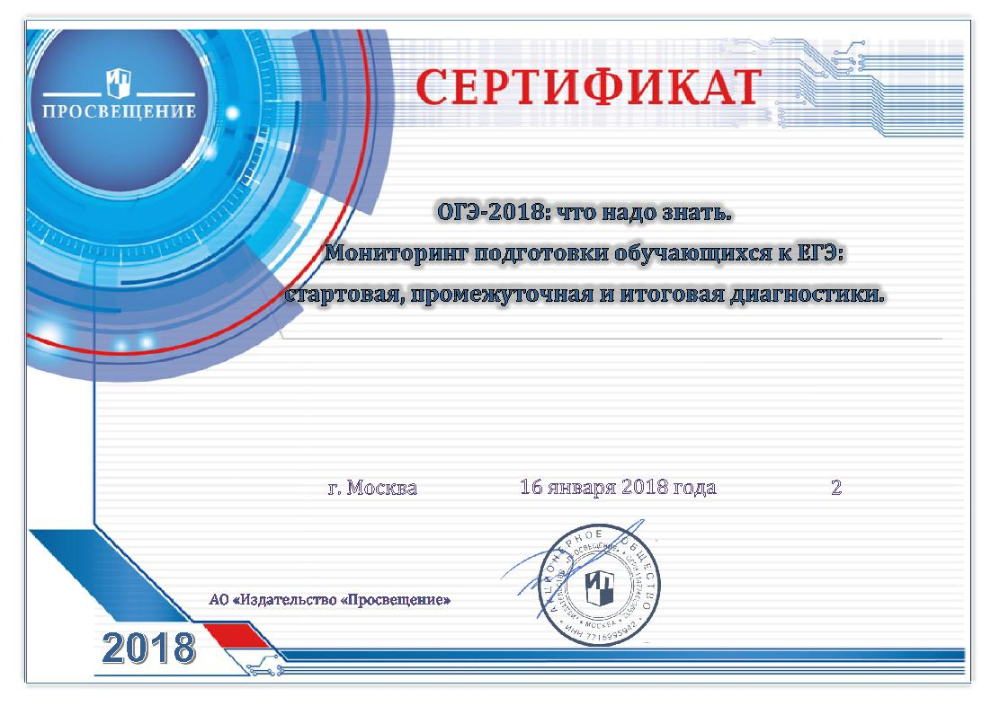 ПРОСВЕЩЕНИЕ
СЕРТИФИКАТ
ОГЭ-2018: что надо знать.
Мониторинг подготовки обучающихся к ЕГЭ:
стартовая, промежуточная и итоговая диагностики.
г. Москва 16 января 2018 года 2
АКЦИОНЕРНОЕ ОБЩЕСТВО
«ИЗДАТЕЛЬСТВО «ПРОСВЕЩЕНИЕ»
МОСКВА
ИНН 7715995942
АО «Издательство «Просвещение»
2018